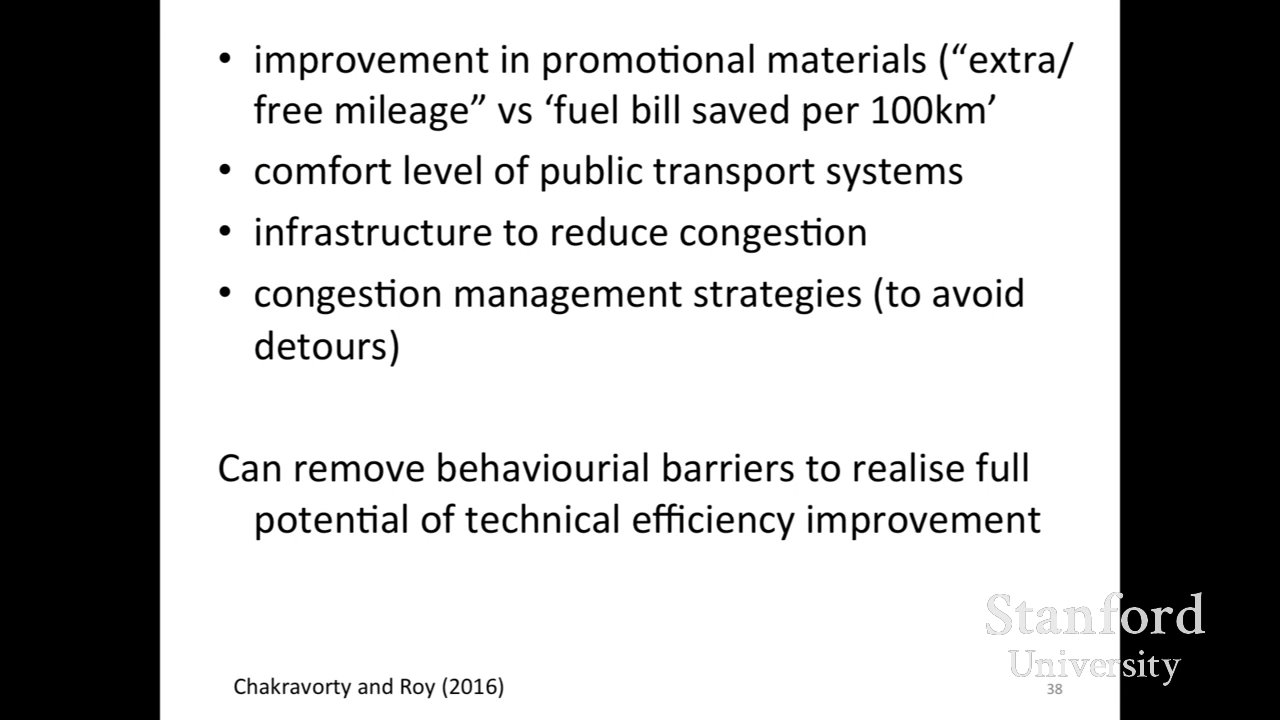 • improvement in promotional materials (“extra/
free mileage” vs ‘fuel bill saved per 100km’
• comfort level of public transport systems
• infrastructure to reduce congestion
• congestion management strategies (to avoid
detours)
Can remove behaviourial barriers to realise full
potential of technical efficiency improvement
Stanford
University
Chakravorty and Roy (2016)
38